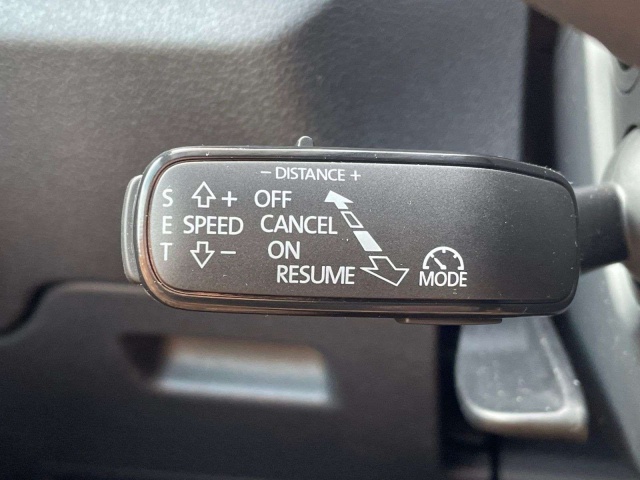 − DISTANCE +
S + OFF
E SPEED CANCEL
T − ON
RESUME
MODE